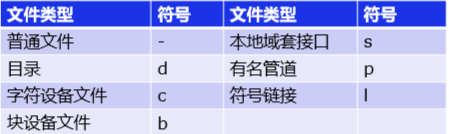 文件类型 符号 文件类型 符号
普通文件 - 本地域套接口 s
目录 d 有名管道 p
字符设备文件 c 符号链接 l
块设备文件 b